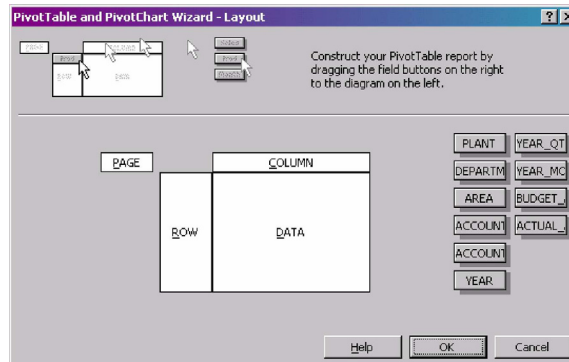 PivotTable and PivotChart Wizard - Layout
Construct your PivotTable report by
dragging the field buttons on the right
to the diagram on the left.
PAGE COLUMN
ROW DATA
PLANT YEAR_QT
DEPARTM YEAR_MO
AREA BUDGET_
ACCOUNT ACTUAL_
ACCOUNT
YEAR
Help OK Cancel